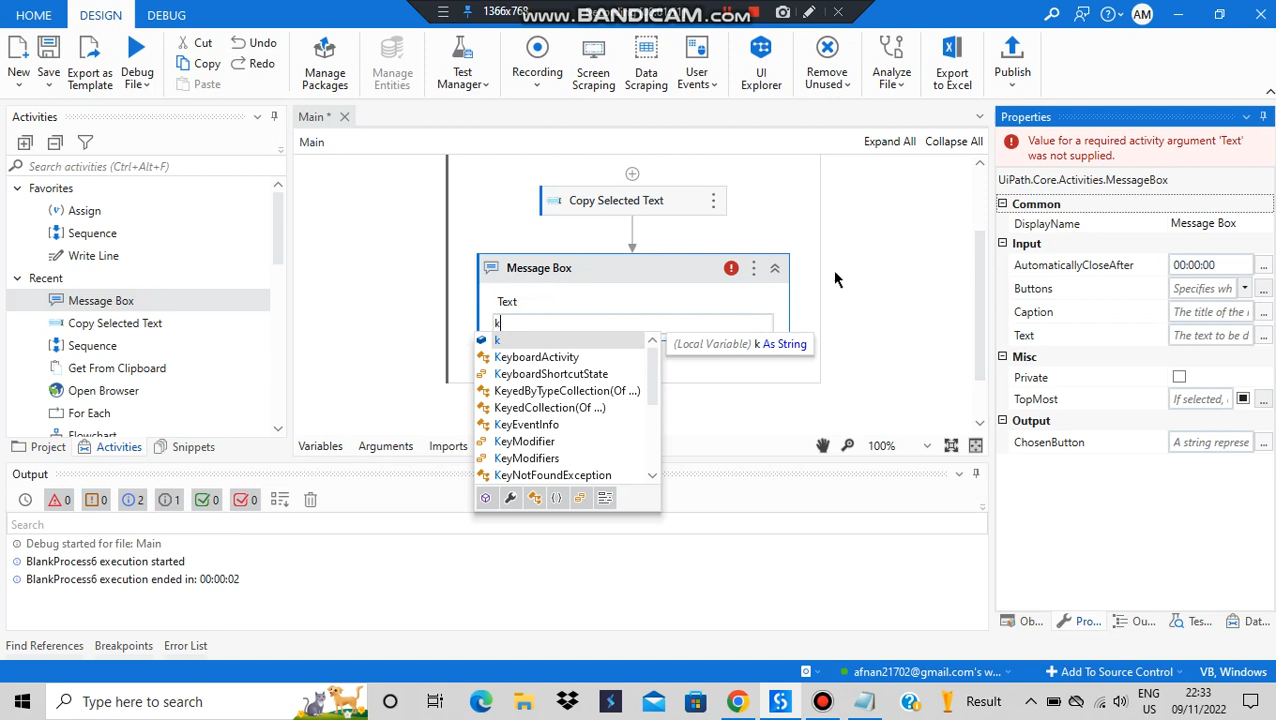 HOME DESIGN DEBUG
1366x768
www.BANDICAM.com
AM
New Save Export as Template Debug File
Cut Copy Paste Undo Redo
Manage Packages Manage Entities Test Manager Recording Screen Scraping Data Scraping User Events UI Explorer Remove Unused Analyze File Export to Excel Publish
Activities
Search activities (Ctrl+Alt+F)
Favorites
Assign
Sequence
Write Line
Recent
Message Box
Copy Selected Text
Sequence
Get From Clipboard
Open Browser
For Each
Flowchart
Project Activities Snippets
Main *
Main Expand All Collapse All
Copy Selected Text
Message Box
Text
k
k
KeyboardActivity
KeyboardShortcutState
KeyedByTypeCollection(Of ...)
KeyedCollection(Of ...)
KeyEventInfo
KeyModifier
KeyModifiers
KeyNotFoundException
(Local Variable) k As String
Variables Arguments Imports 100%
Properties
Value for a required activity argument 'Text'
was not supplied.
UiPath.Core.Activities.MessageBox
Common
DisplayName Message Box
Input
AutomaticallyCloseAfter 00:00:00 ...
Buttons Specifies wh ...
Caption The title of the ...
Text The text to be d ...
Misc
Private
TopMost If selected, ...
Output
ChosenButton A string represe ...
Ob... Pro... Ou... Tes... Dat...
Output
0 0 2 1 0 0
Search
Debug started for file: Main
BlankProcess6 execution started
BlankProcess6 execution ended in: 00:00:02
Find References Breakpoints Error List
afnan21702@gmail.com's w... Add To Source Control VB, Windows
Type here to search
Result
ENG
US
22:33
09/11/2022